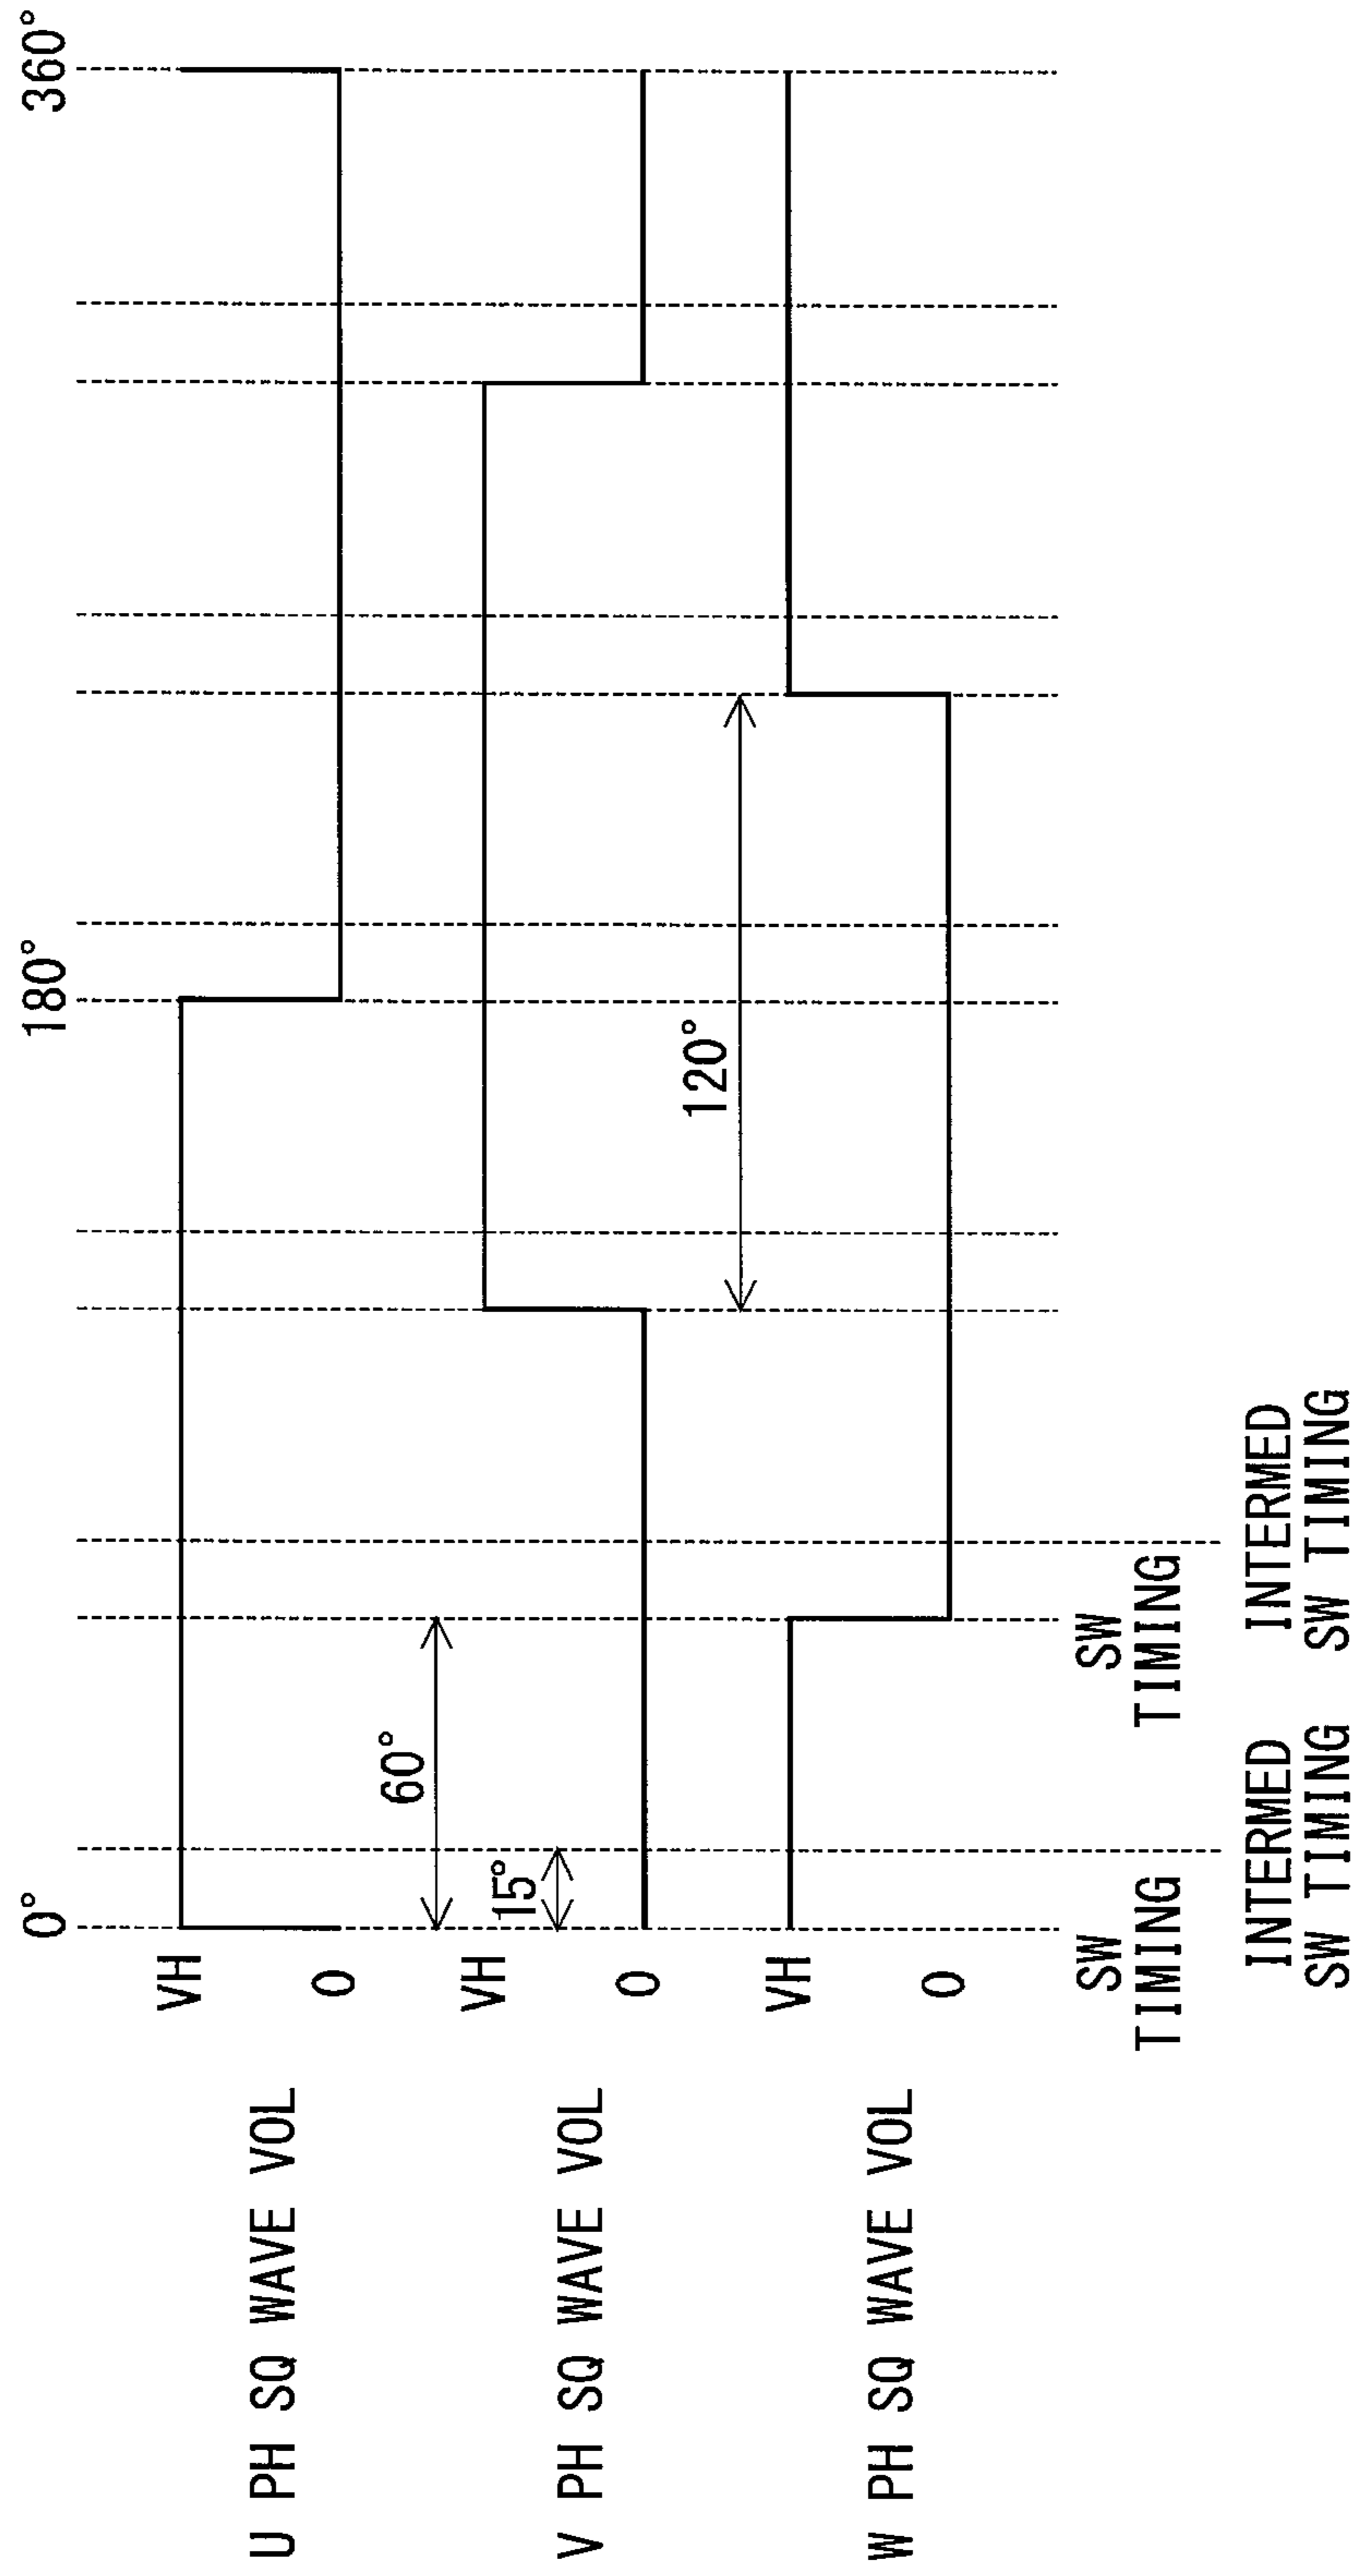 0°
180°
360°
VH
U PH SQ WAVE VOL
0
60°
VH
15°
V PH SQ WAVE VOL
0
120°
VH
W PH SQ WAVE VOL
0
SW
TIMING
SW
TIMING
INTERMED
SW TIMING
INTERMED
SW TIMING